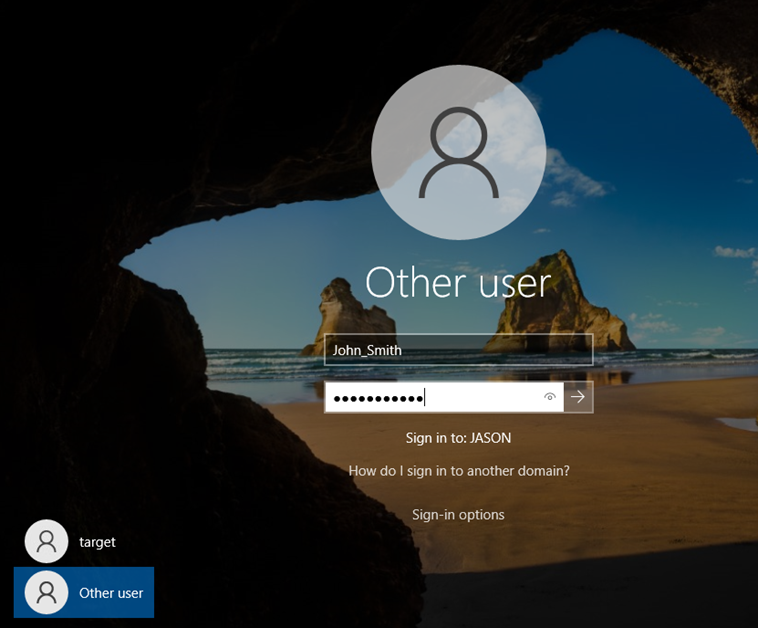 Other user
John_Smith
●●●●●●●●●●●
Sign in to: JASON
How do I sign in to another domain?
Sign-in options
target
Other user